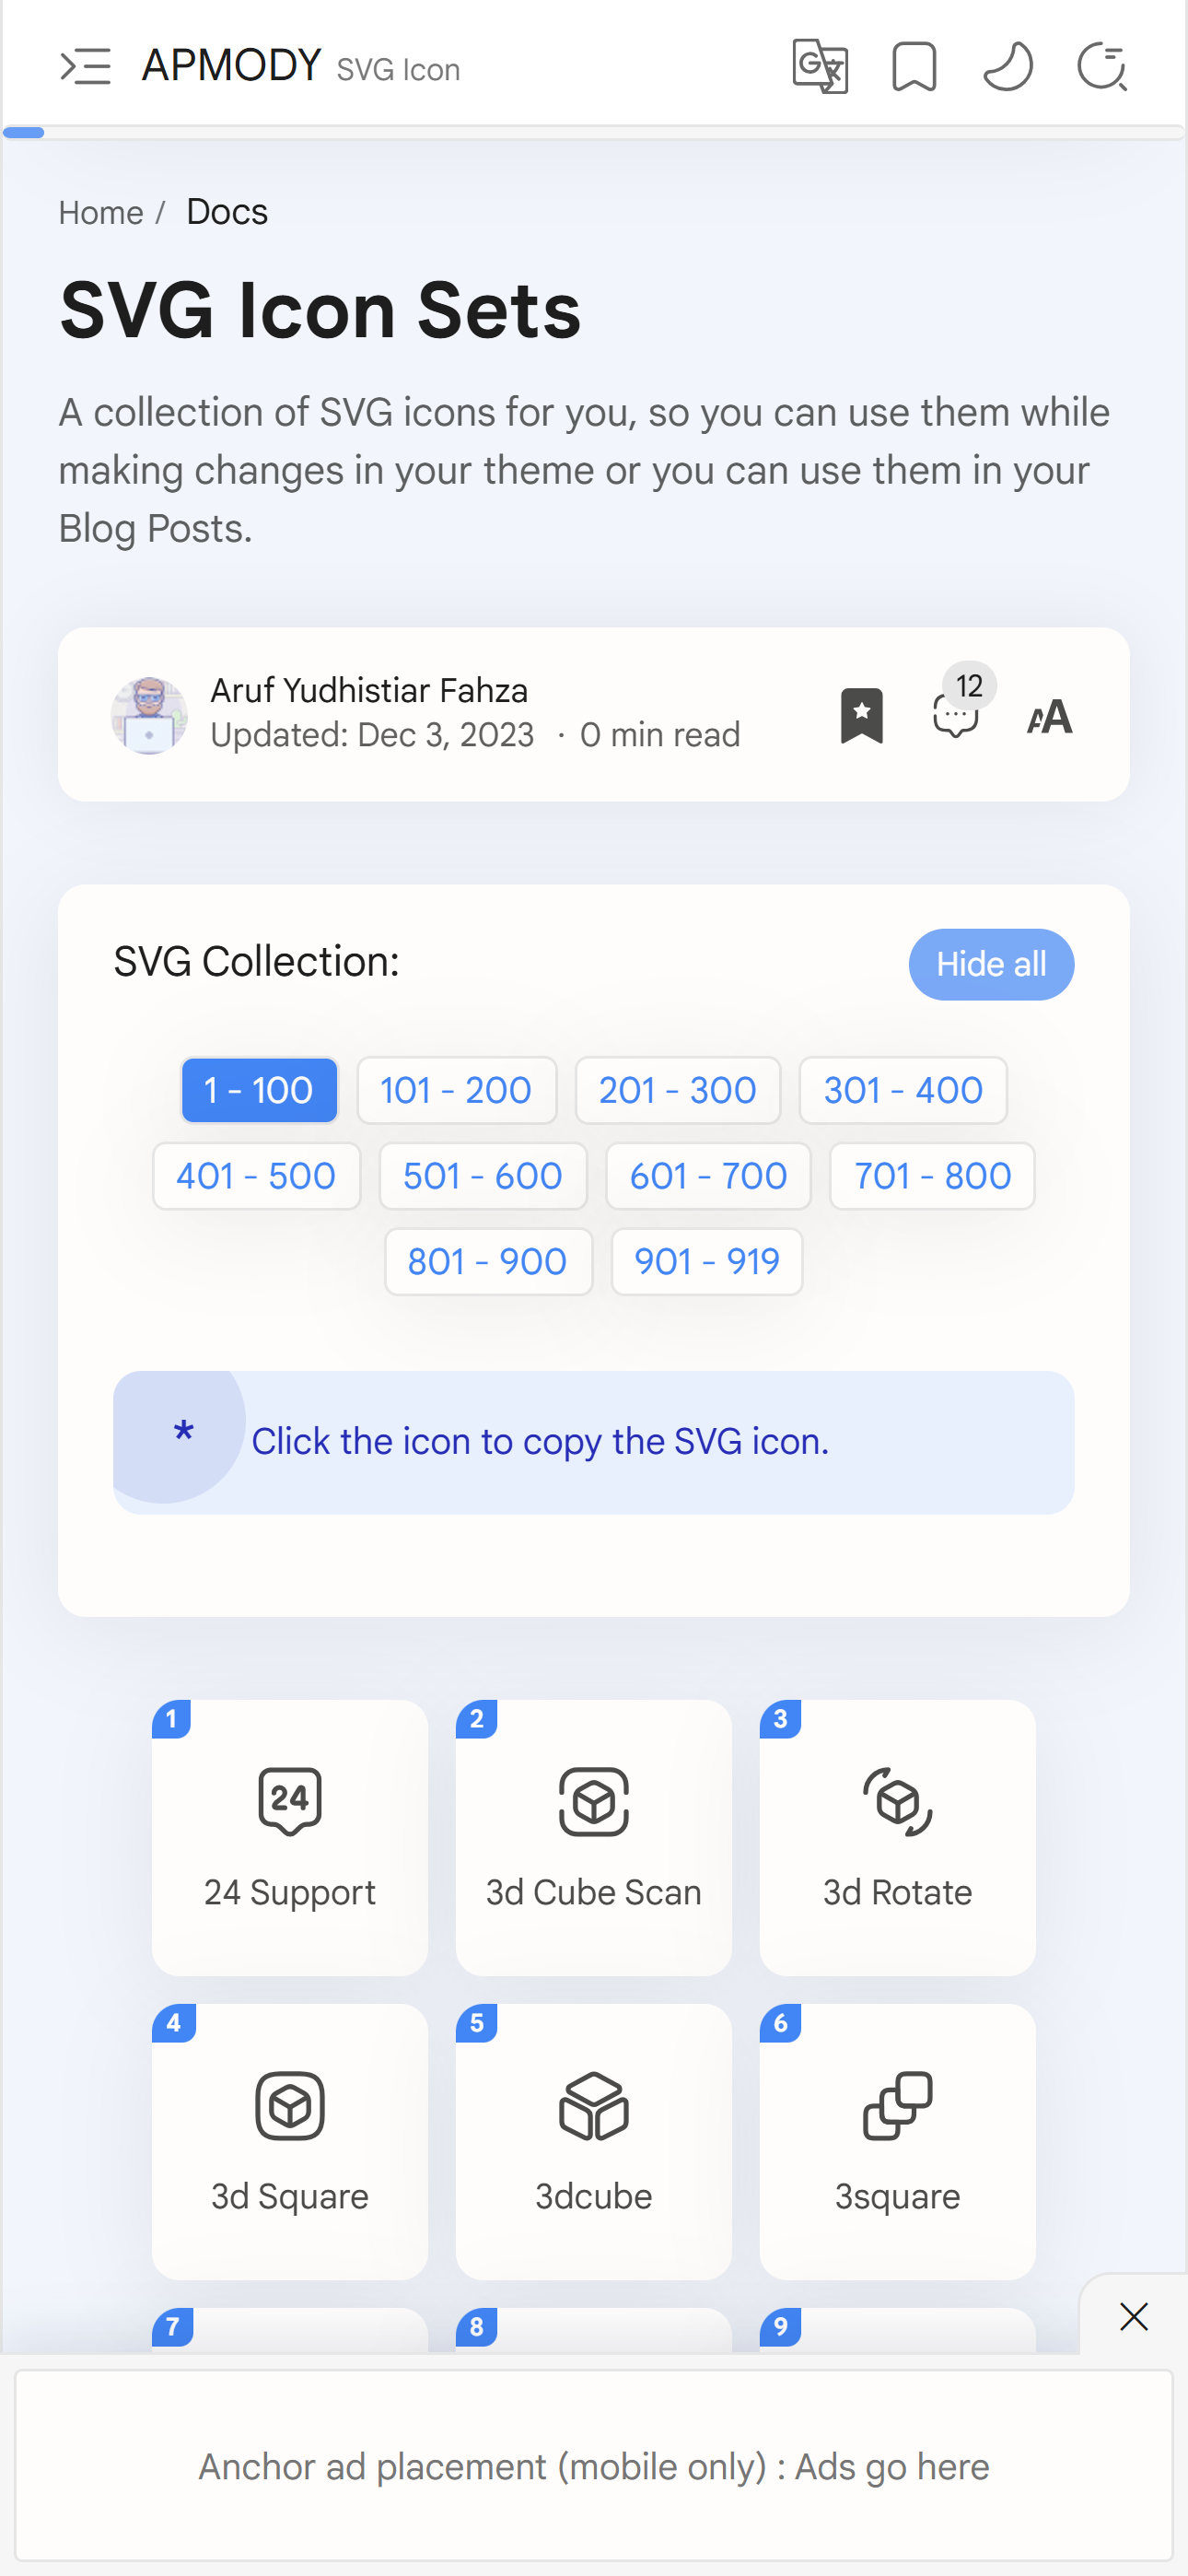 APMODY SVG Icon
Home / Docs
SVG Icon Sets
A collection of SVG icons for you, so you can use them while
making changes in your theme or you can use them in your
Blog Posts.
Aruf Yudhistiar Fahza
Updated: Dec 3, 2023 · 0 min read
12
AA
SVG Collection:
Hide all
1 - 100
101 - 200
201 - 300
301 - 400
401 - 500
501 - 600
601 - 700
701 - 800
801 - 900
901 - 919
* Click the icon to copy the SVG icon.
1
24
24 Support
2
3d Cube Scan
3
3d Rotate
4
3d Square
5
3dcube
6
3square
7
8
9
Anchor ad placement (mobile only) : Ads go here